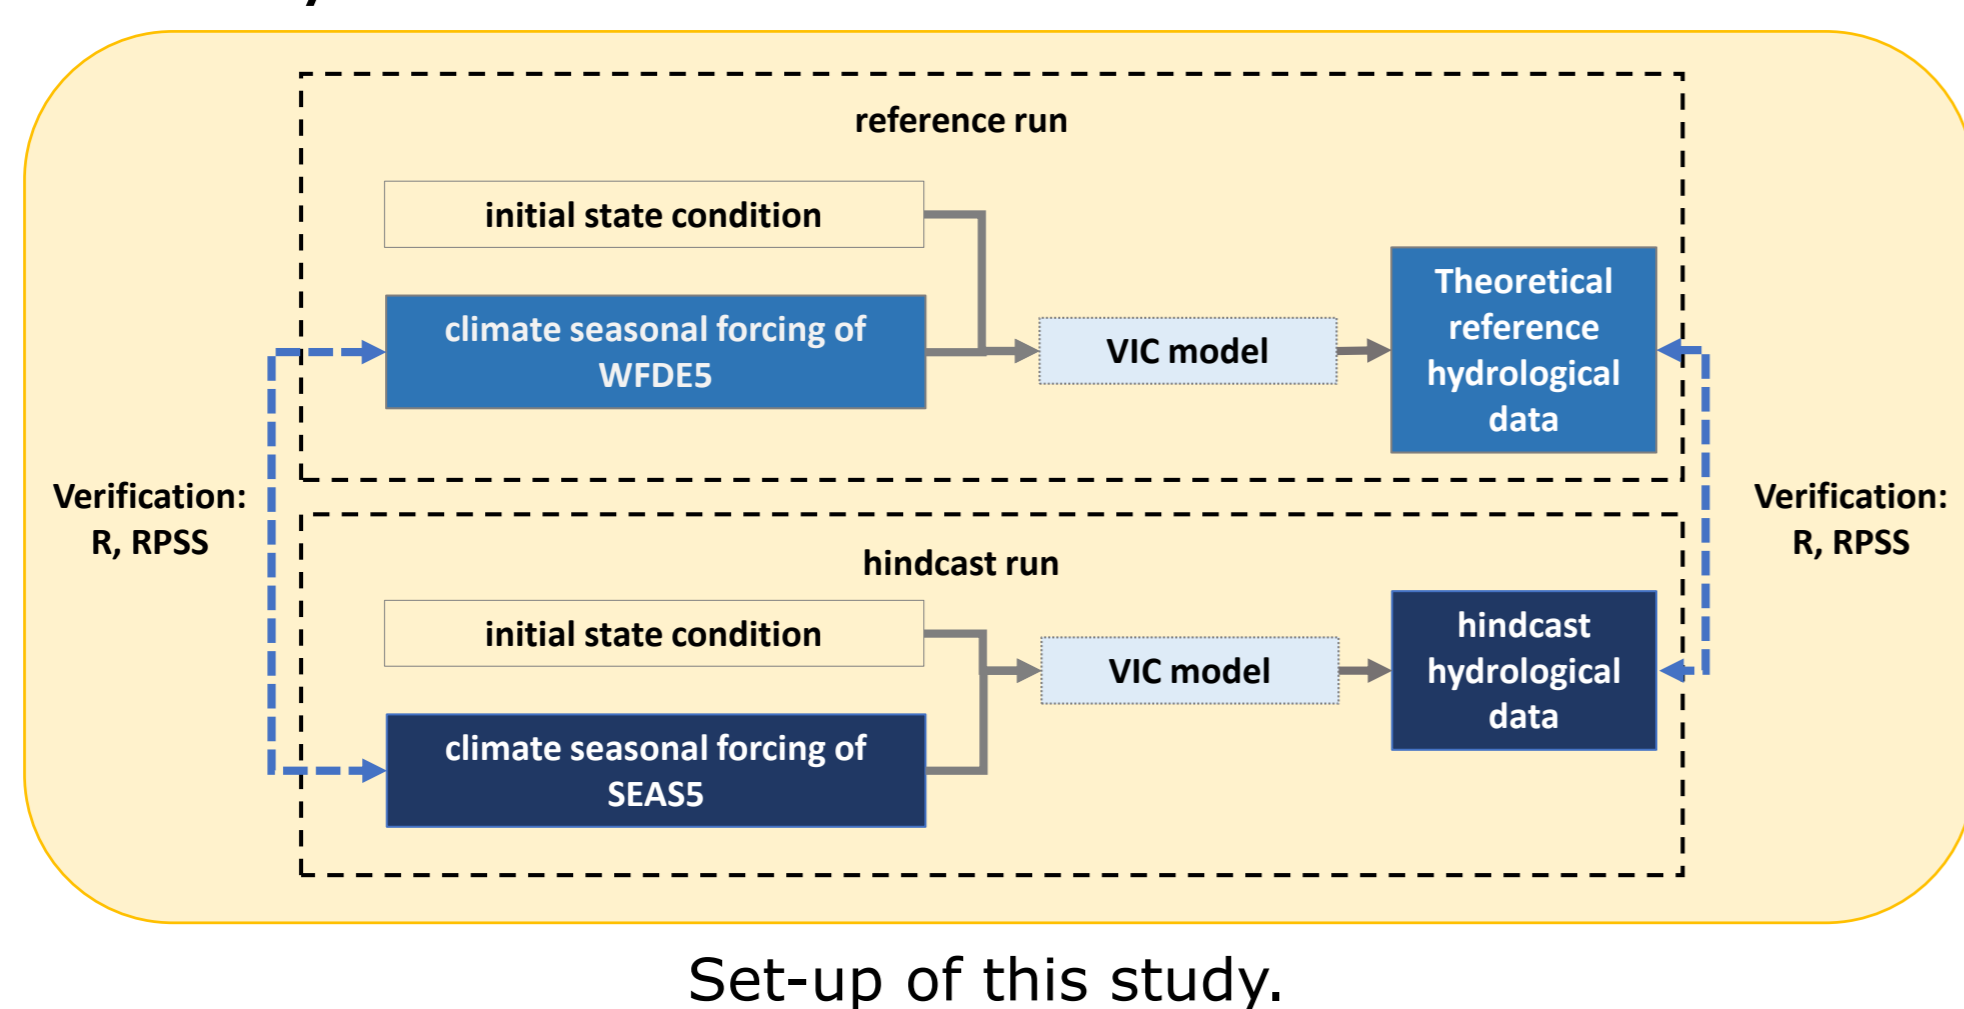 reference run
initial state condition
climate seasonal forcing of
WFDE5
VIC model
Theoretical
reference
hydrological
data
Verification:
R, RPSS
Verification:
R, RPSS
hindcast run
initial state condition
climate seasonal forcing of
SEAS5
VIC model
hindcast
hydrological
data
Set-up of this study.